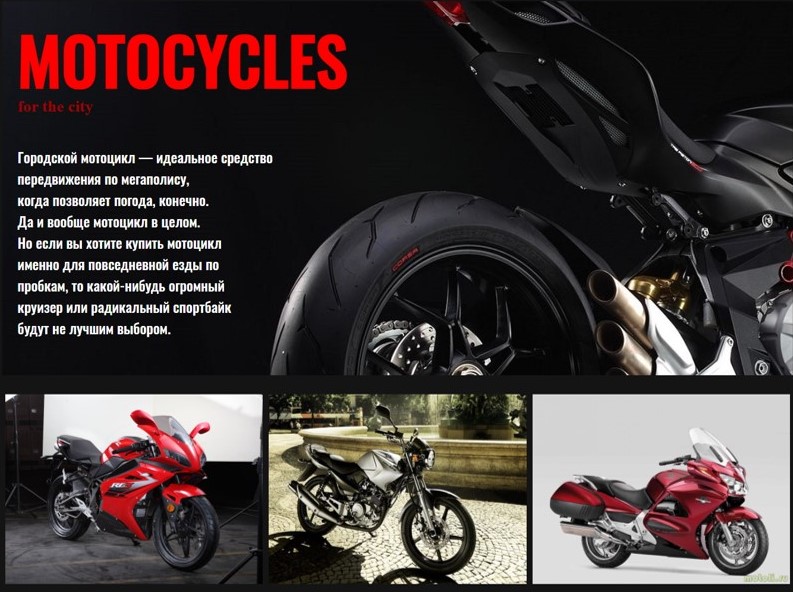 MOTOCYCLES
for the city
Городской мотоцикл — идеальное средство
передвижения по мегаполису,
когда позволяет погода, конечно.
Да и вообще мотоцикл в целом.
Но если вы хотите купить мотоцикл
именно для повседневной езды по
пробкам, то какой-нибудь огромный
круизер или радикальный спортбайк
будут не лучшим выбором.
CORSA